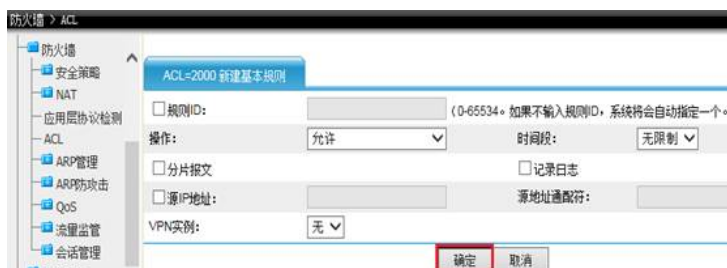 防火墙 > ACL
防火墙
安全策略
NAT
应用层协议检测
ACL
ARP管理
ARP防攻击
QoS
流量监管
会话管理
ACL=2000 新建基本规则
规则ID:
(0-65534。如果不输入规则ID，系统将会自动指定一个。
操作:
允许
时间段:
无限制
分片报文
记录日志
源IP地址:
源地址通配符:
VPN实例:
无
确定
取消